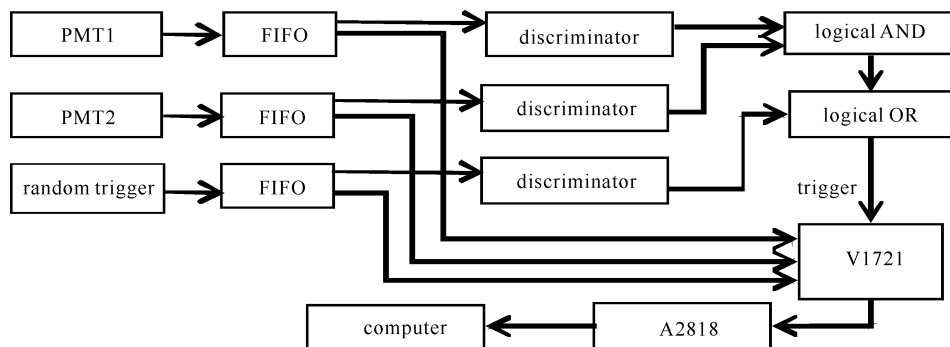 PMT1
FIFO
discriminator
logical AND
PMT2
FIFO
discriminator
logical OR
random trigger
FIFO
discriminator
trigger
V1721
computer
A2818